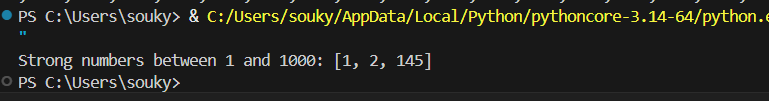 PS C:\Users\souky> & C:/Users/souky/AppData/Local/Python/pythoncore-3.14-64/python.e
"
Strong numbers between 1 and 1000: [1, 2, 145]
PS C:\Users\souky>